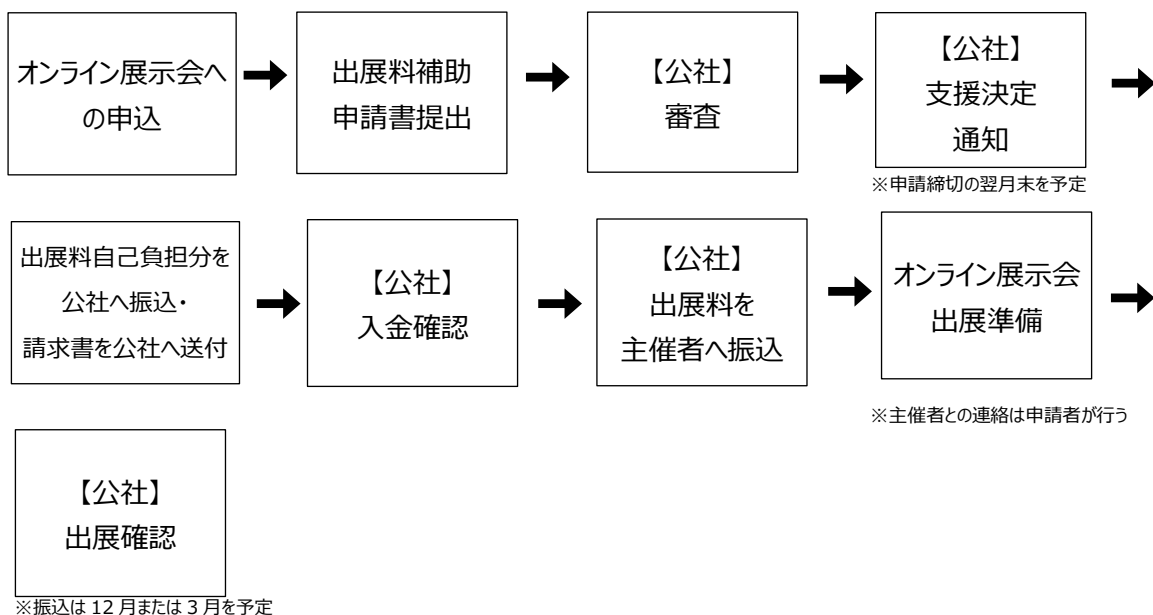 オンライン展示会へ
の申込
出展料補助
申請書提出
【公社】
審査
【公社】
支援決定
通知
※申請締切の翌月末を予定
出展料自己負担分を
公社へ振込・
請求書を公社へ送付
【公社】
入金確認
【公社】
出展料を
主催者へ振込
オンライン展示会
出展準備
※主催者との連絡は申請者が行う
【公社】
出展確認
※振込は 12 月または 3 月を予定